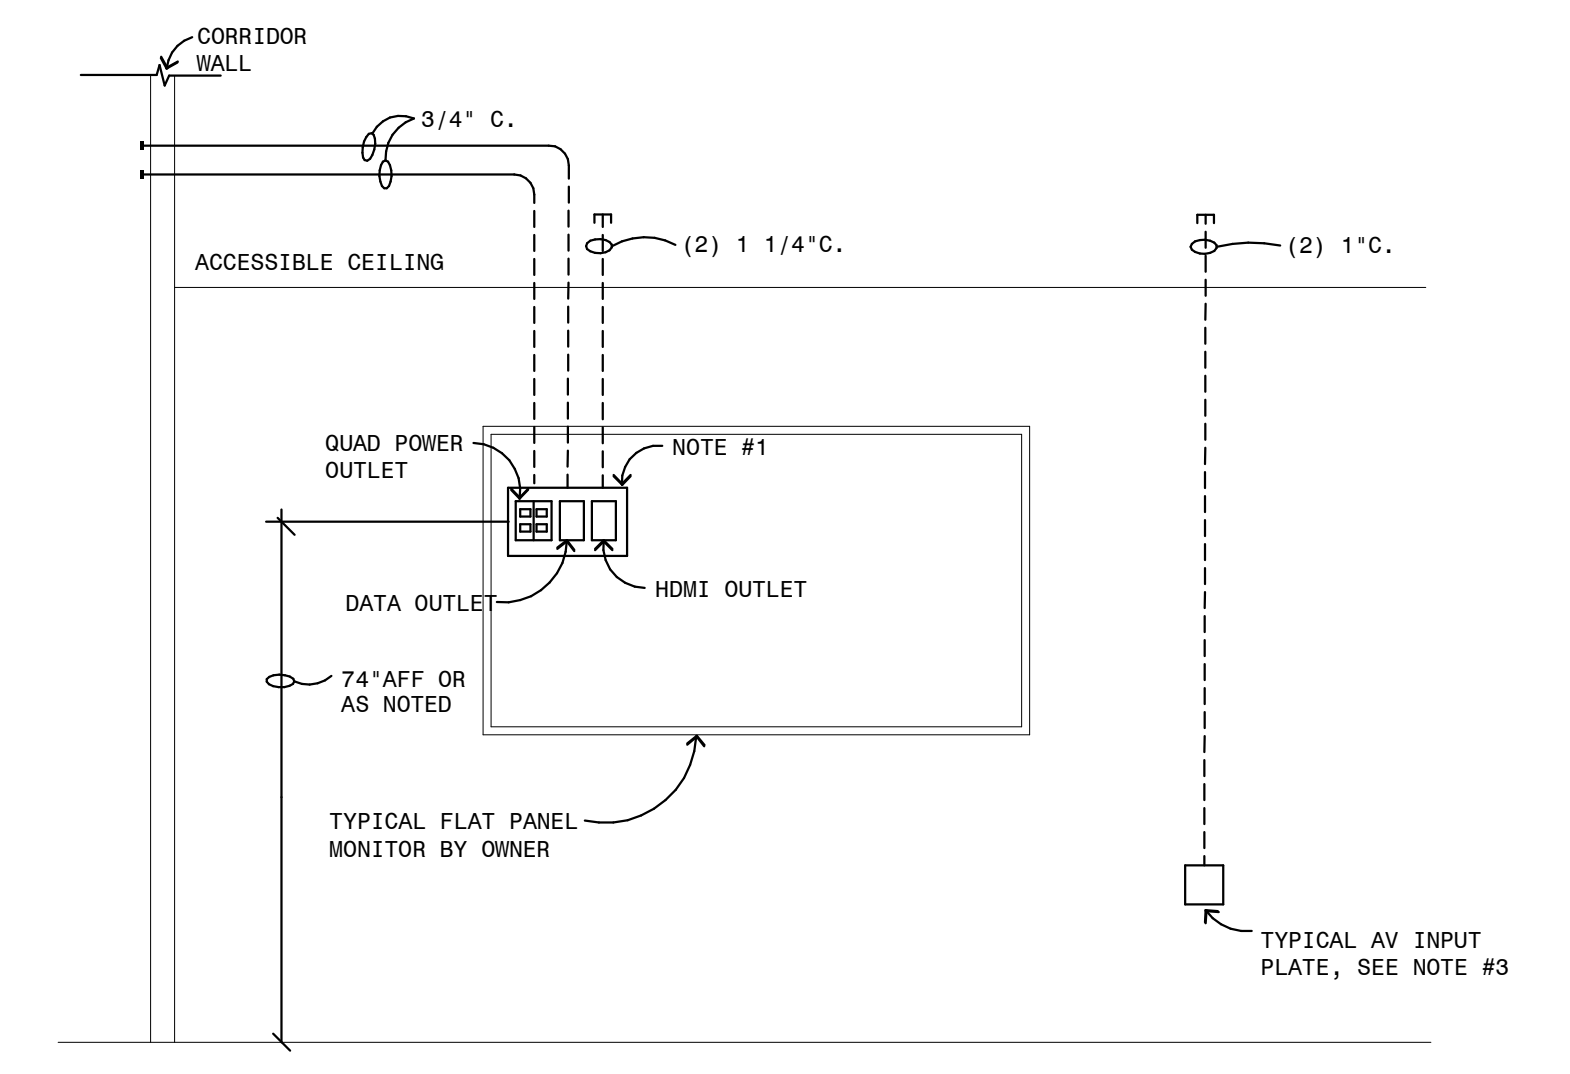 CORRIDOR
WALL
3/4" C.
(2) 1 1/4"C.
(2) 1"C.
ACCESSIBLE CEILING
QUAD POWER
OUTLET
NOTE #1
DATA OUTLET
HDMI OUTLET
74"AFF OR
AS NOTED
TYPICAL FLAT PANEL
MONITOR BY OWNER
TYPICAL AV INPUT
PLATE, SEE NOTE #3